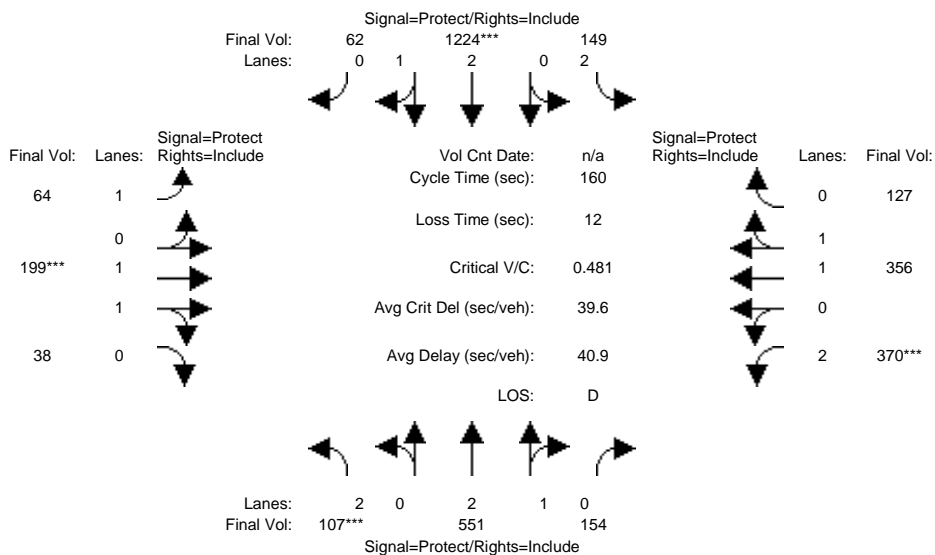 Signal=Protect/Rights=Include
Final Vol: 62 1224*** 149
Lanes: 0 1 2 0 2
Signal=Protect
Final Vol: Lanes: Rights=Include
Vol Cnt Date: n/a
Signal=Protect
Rights=Include Lanes: Final Vol:
Cycle Time (sec): 160
64 1
0 127
Loss Time (sec): 12
0
1
199*** 1
Critical V/C: 0.481
1 356
1
Avg Crit Del (sec/veh): 39.6
0
38 0
Avg Delay (sec/veh): 40.9
2 370***
LOS: D
Lanes: 2 0 2 1 0
Final Vol: 107*** 551 154
Signal=Protect/Rights=Include